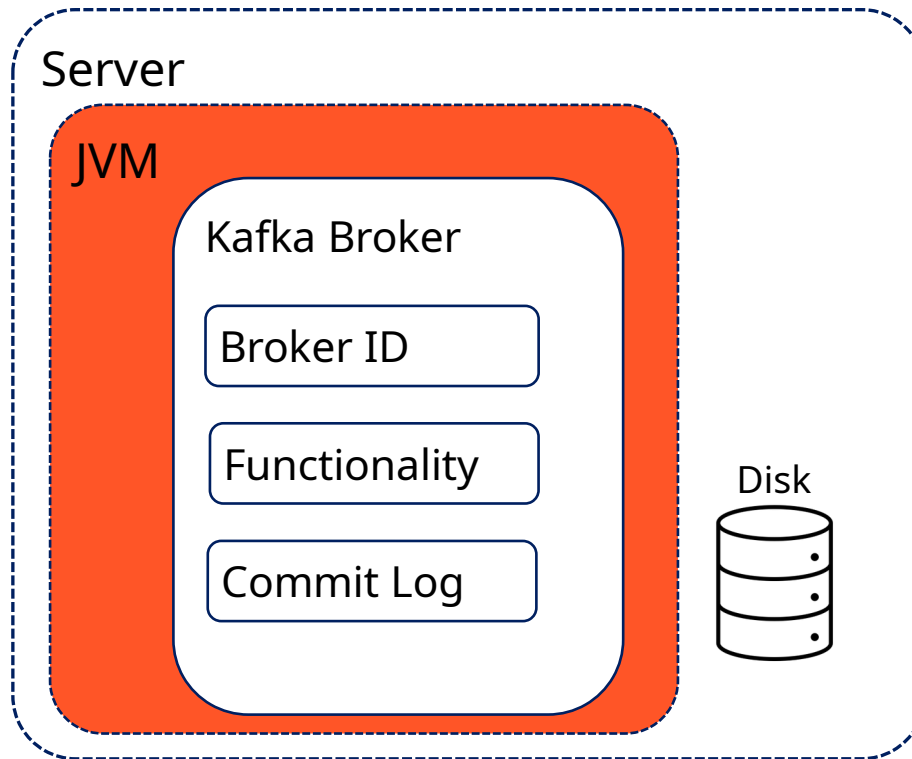 Server
JVM
Kafka Broker
Broker ID
Functionality
Disk
Commit Log